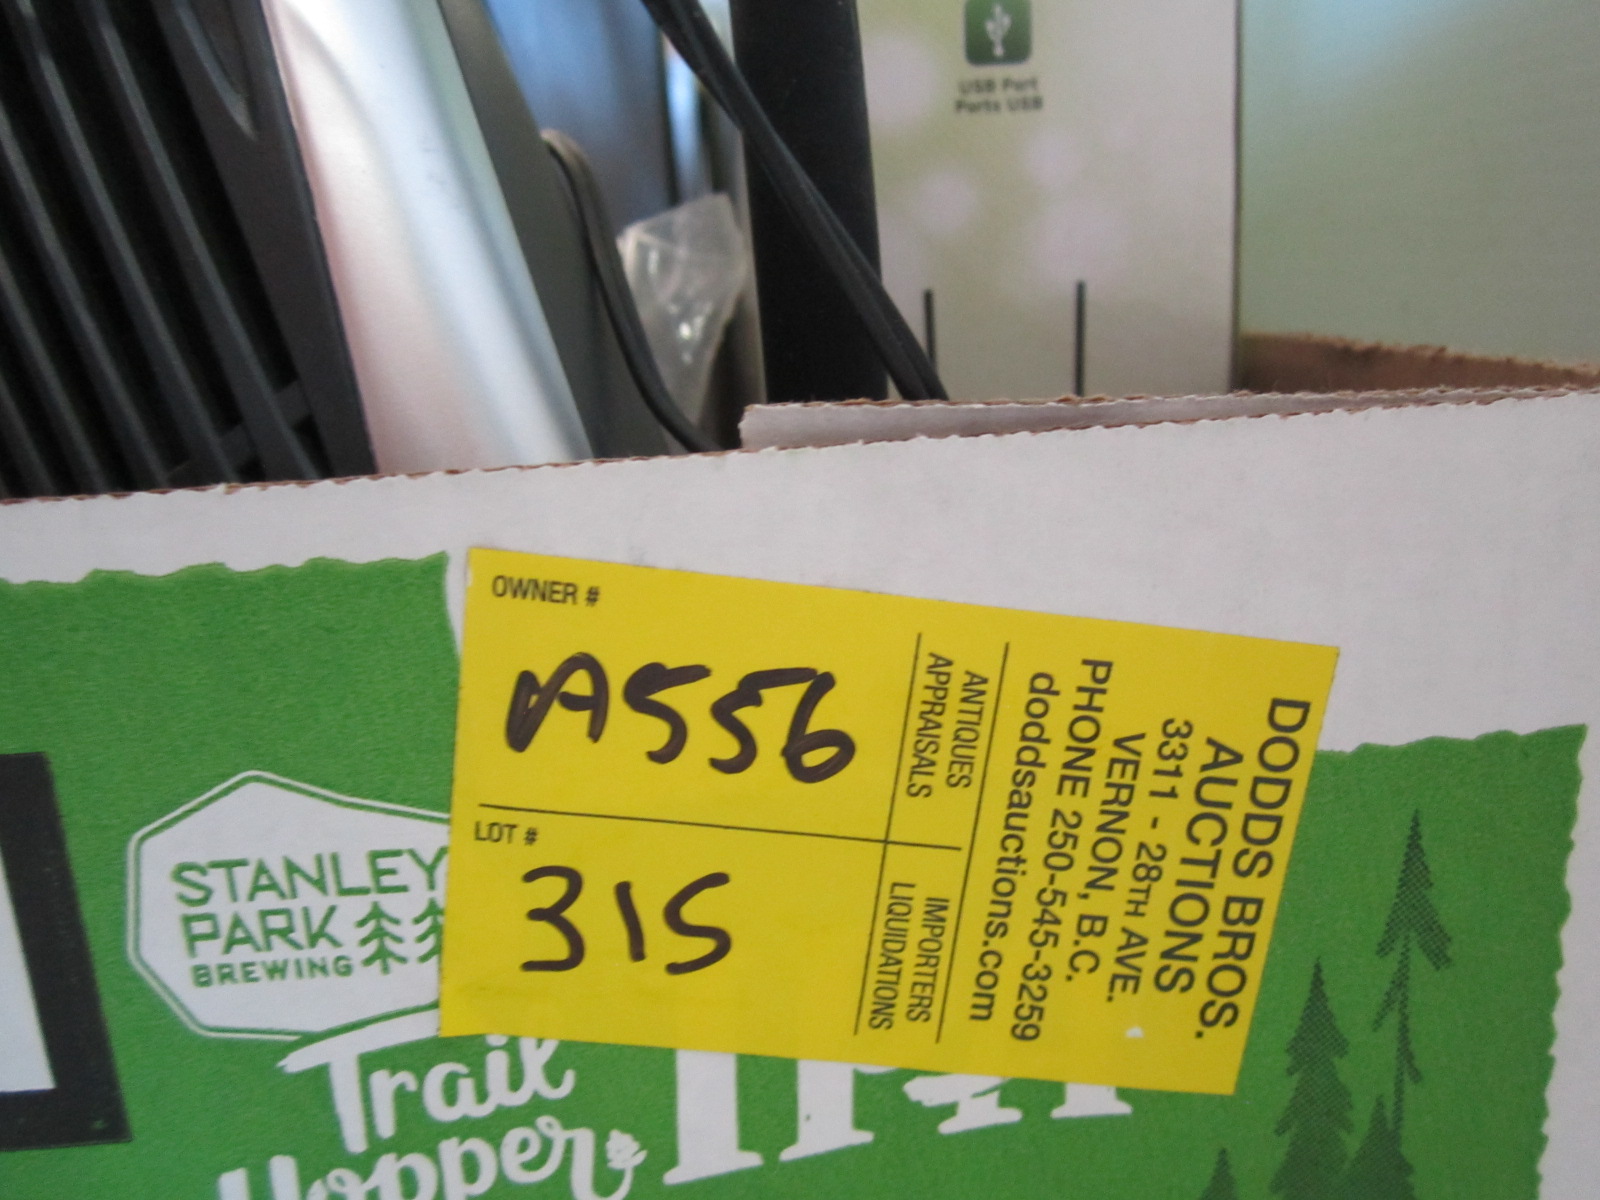 USB Port
Ports USB
OWNER #
A556
LOT #
315
ANTIQUES
APPRAISALS
IMPORTERS
LIQUIDATIONS
DODDS BROS.
AUCTIONS
3311 - 28TH AVE.
VERNON, B.C.
PHONE 250-545-3259
doddsauctions.com
STANLEY
PARK
BREWING
Trail
Hopper